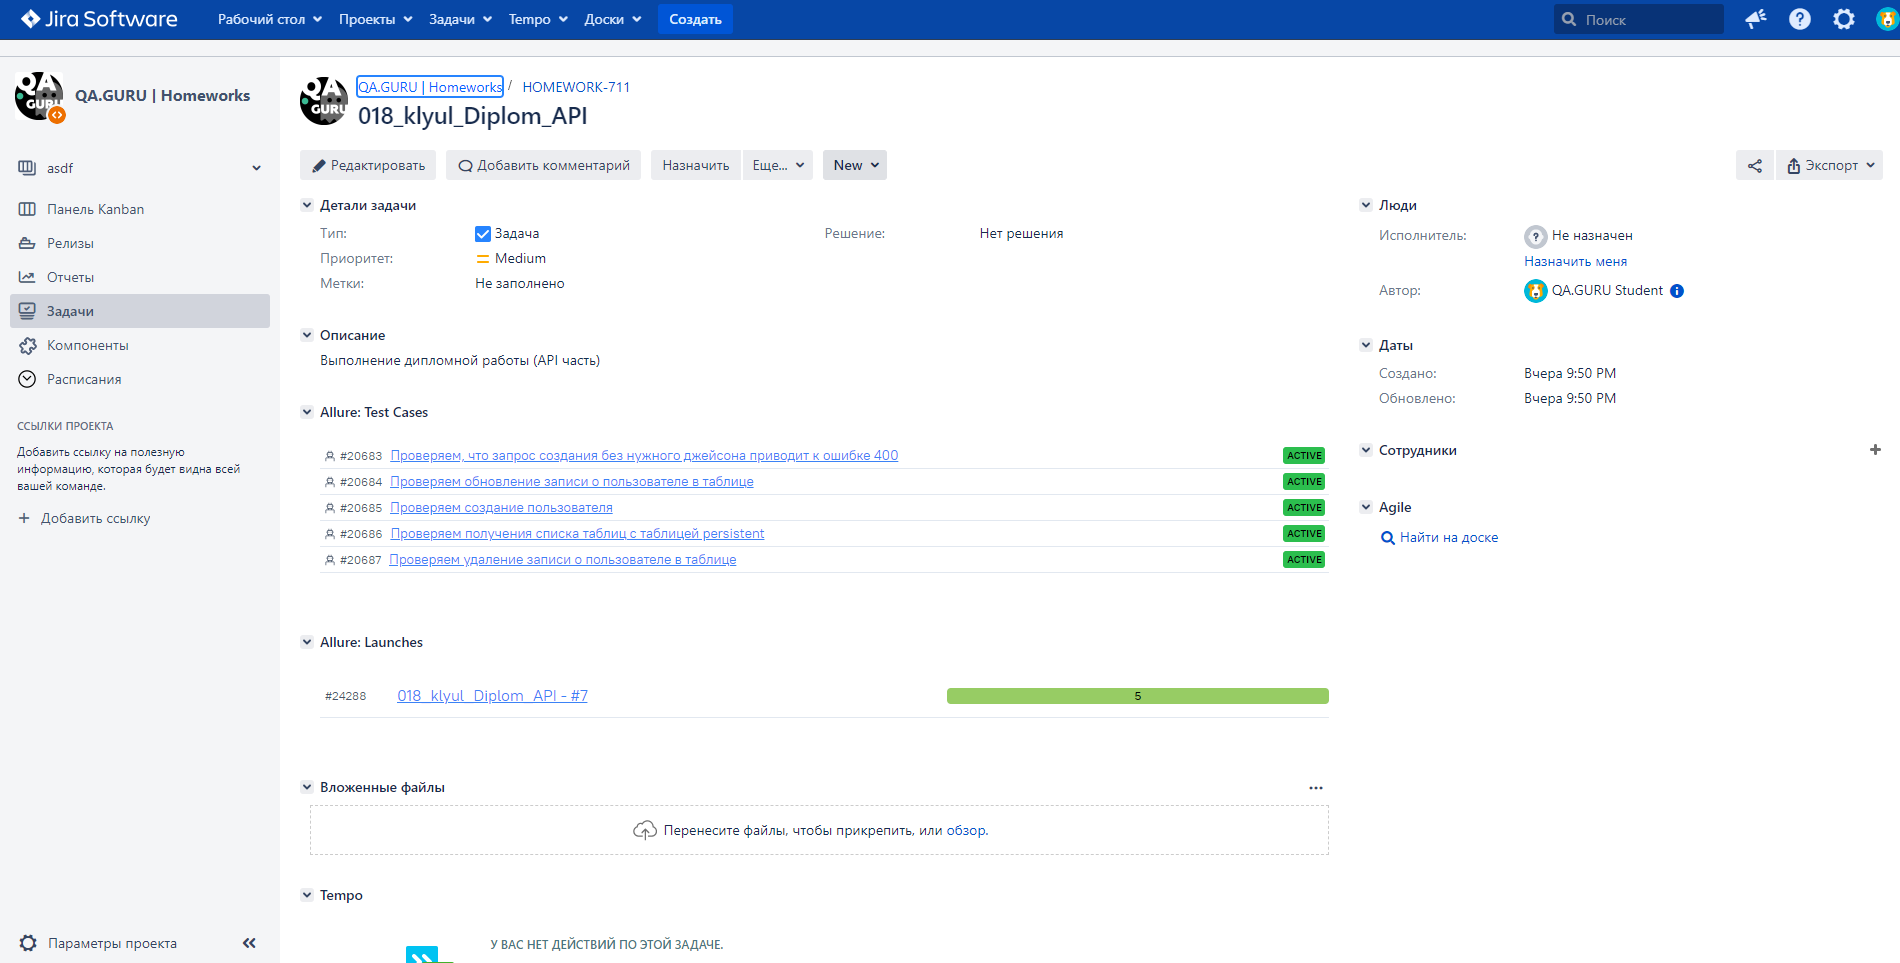 Jira Software
Рабочий стол
Проекты
Задачи
Tempo
Доски
Создать
Поиск
QA GURU
QA.GURU | Homeworks
asdf
Панель Kanban
Релизы
Отчеты
Задачи
Компоненты
Расписания
ССЫЛКИ ПРОЕКТА
Добавить ссылку на полезную
информацию, которая будет видна всей
вашей команде.
+ Добавить ссылку
Параметры проекта
QA GURU
QA.GURU | Homeworks / HOMEWORK-711
018_klyul_Diplom_API
Редактировать
Добавить комментарий
Назначить
Еще...
New
Экспорт
Детали задачи
Тип: Задача
Решение: Нет решения
Приоритет: Medium
Метки: Не заполнено
Описание
Выполнение дипломной работы (API часть)
Allure: Test Cases
#20683 Проверяем, что запрос создания без нужного джейсона приводит к ошибке 400 ACTIVE
#20684 Проверяем обновление записи о пользователе в таблице ACTIVE
#20685 Проверяем создание пользователя ACTIVE
#20686 Проверяем получения списка таблиц с таблицей persistent ACTIVE
#20687 Проверяем удаление записи о пользователе в таблице ACTIVE
Allure: Launches
#24288 018_klyul_Diplom_API - #7 5
Вложенные файлы
Перенесите файлы, чтобы прикрепить, или обзор.
Tempo
У ВАС НЕТ ДЕЙСТВИЙ ПО ЭТОЙ ЗАДАЧЕ.
Люди
Исполнитель: Не назначен
Назначить меня
Автор: QA.GURU Student
Даты
Создано: Вчера 9:50 PM
Обновлено: Вчера 9:50 PM
Сотрудники
Agile
Найти на доске